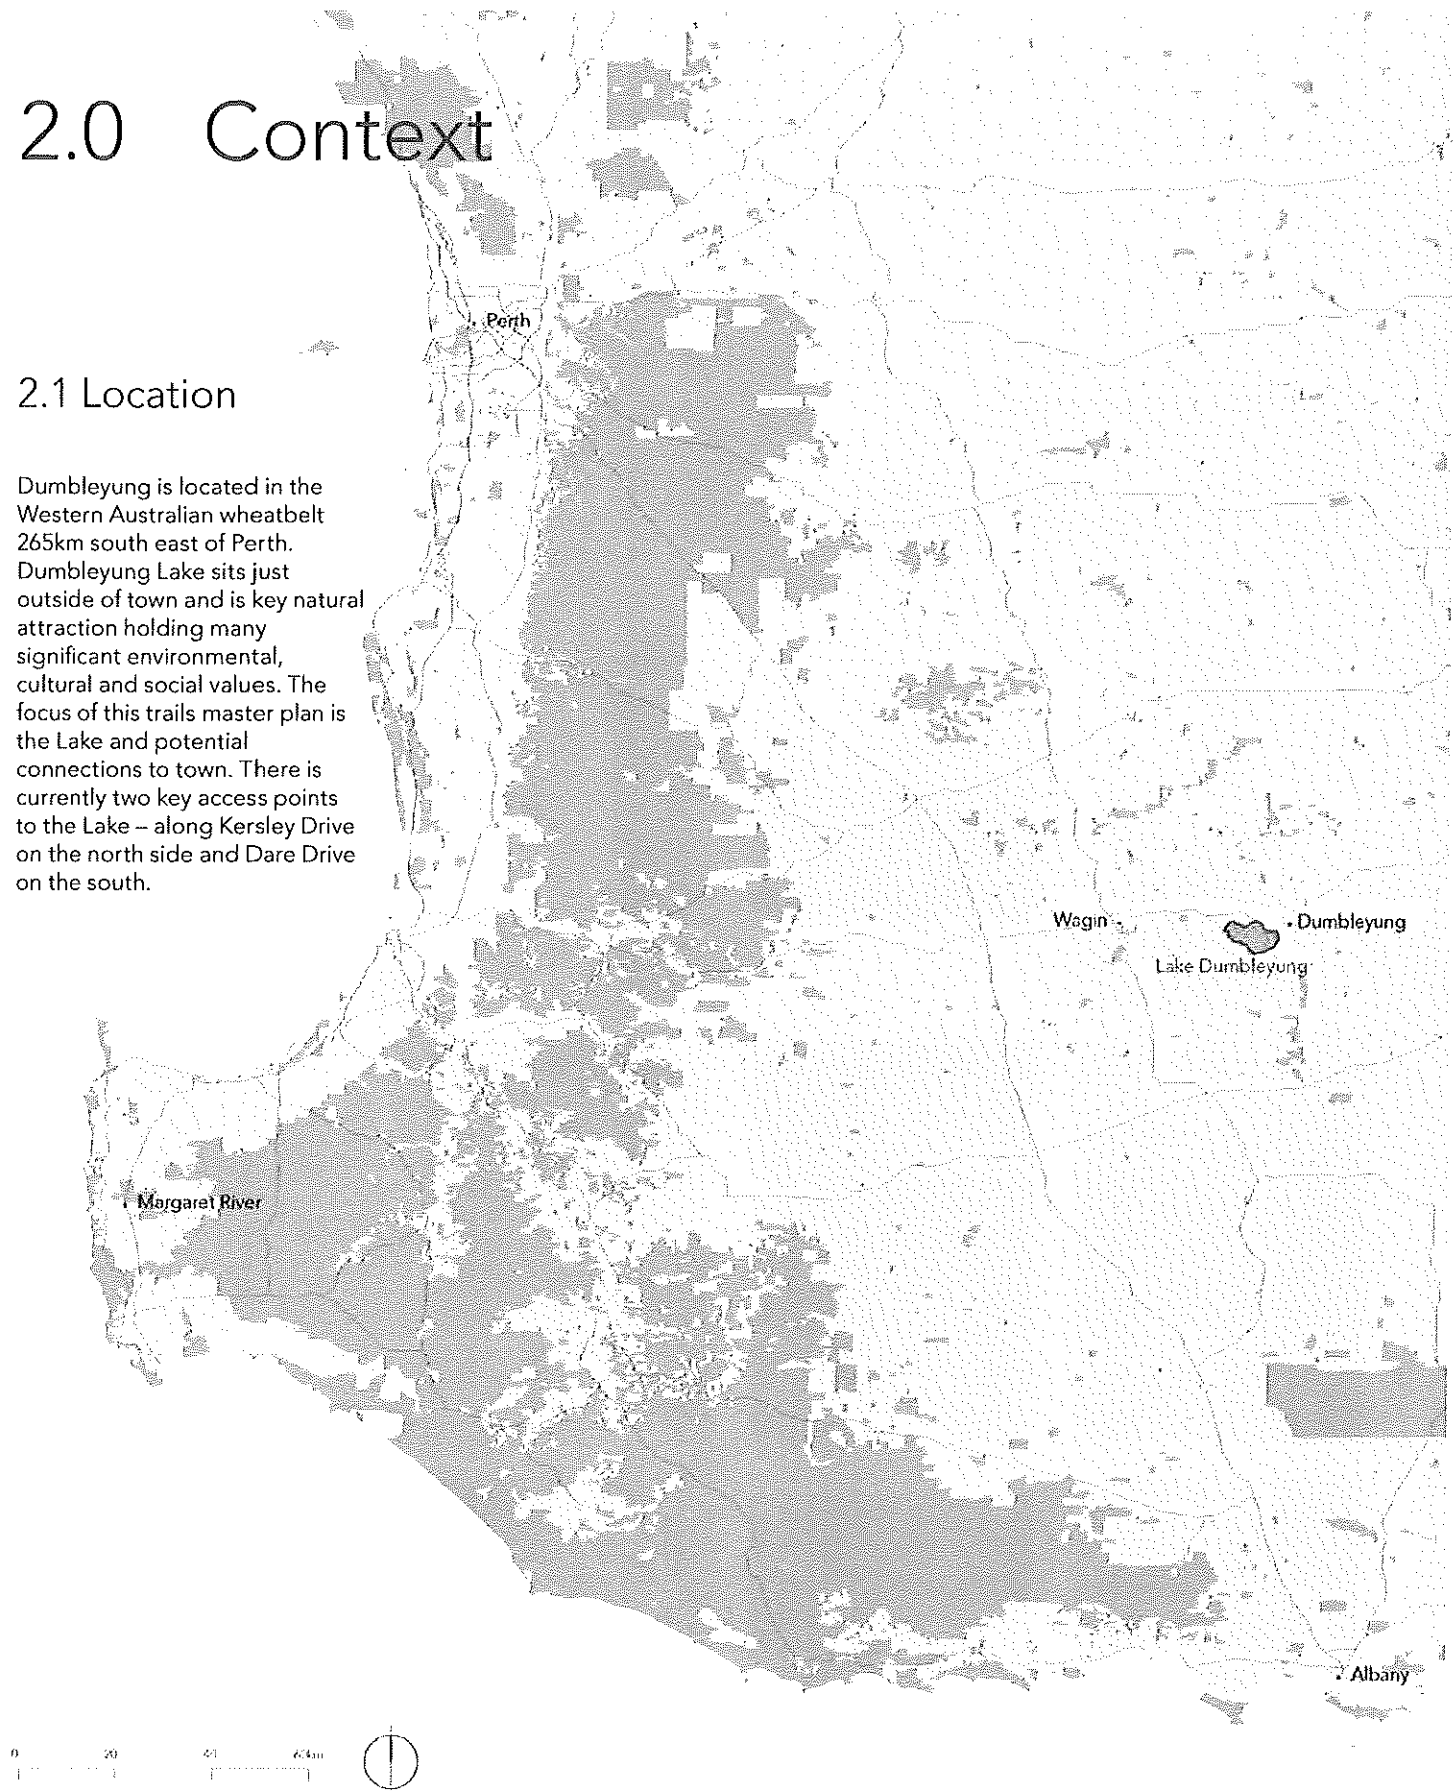 2.0 Context
Perth
2.1 Location
Dumbleyung is located in the
Western Australian wheatbelt
265km south east of Perth.
Dumbleyung Lake sits just
outside of town and is key natural
attraction holding many
significant environmental,
cultural and social values. The
focus of this trails master plan is
the Lake and potential
connections to town. There is
currently two key access points
to the Lake – along Kersley Drive
on the north side and Dare Drive
on the south.
Wagin
Dumbleyung
Lake Dumbleyung
Margaret River
Albany
0 20 40 60km